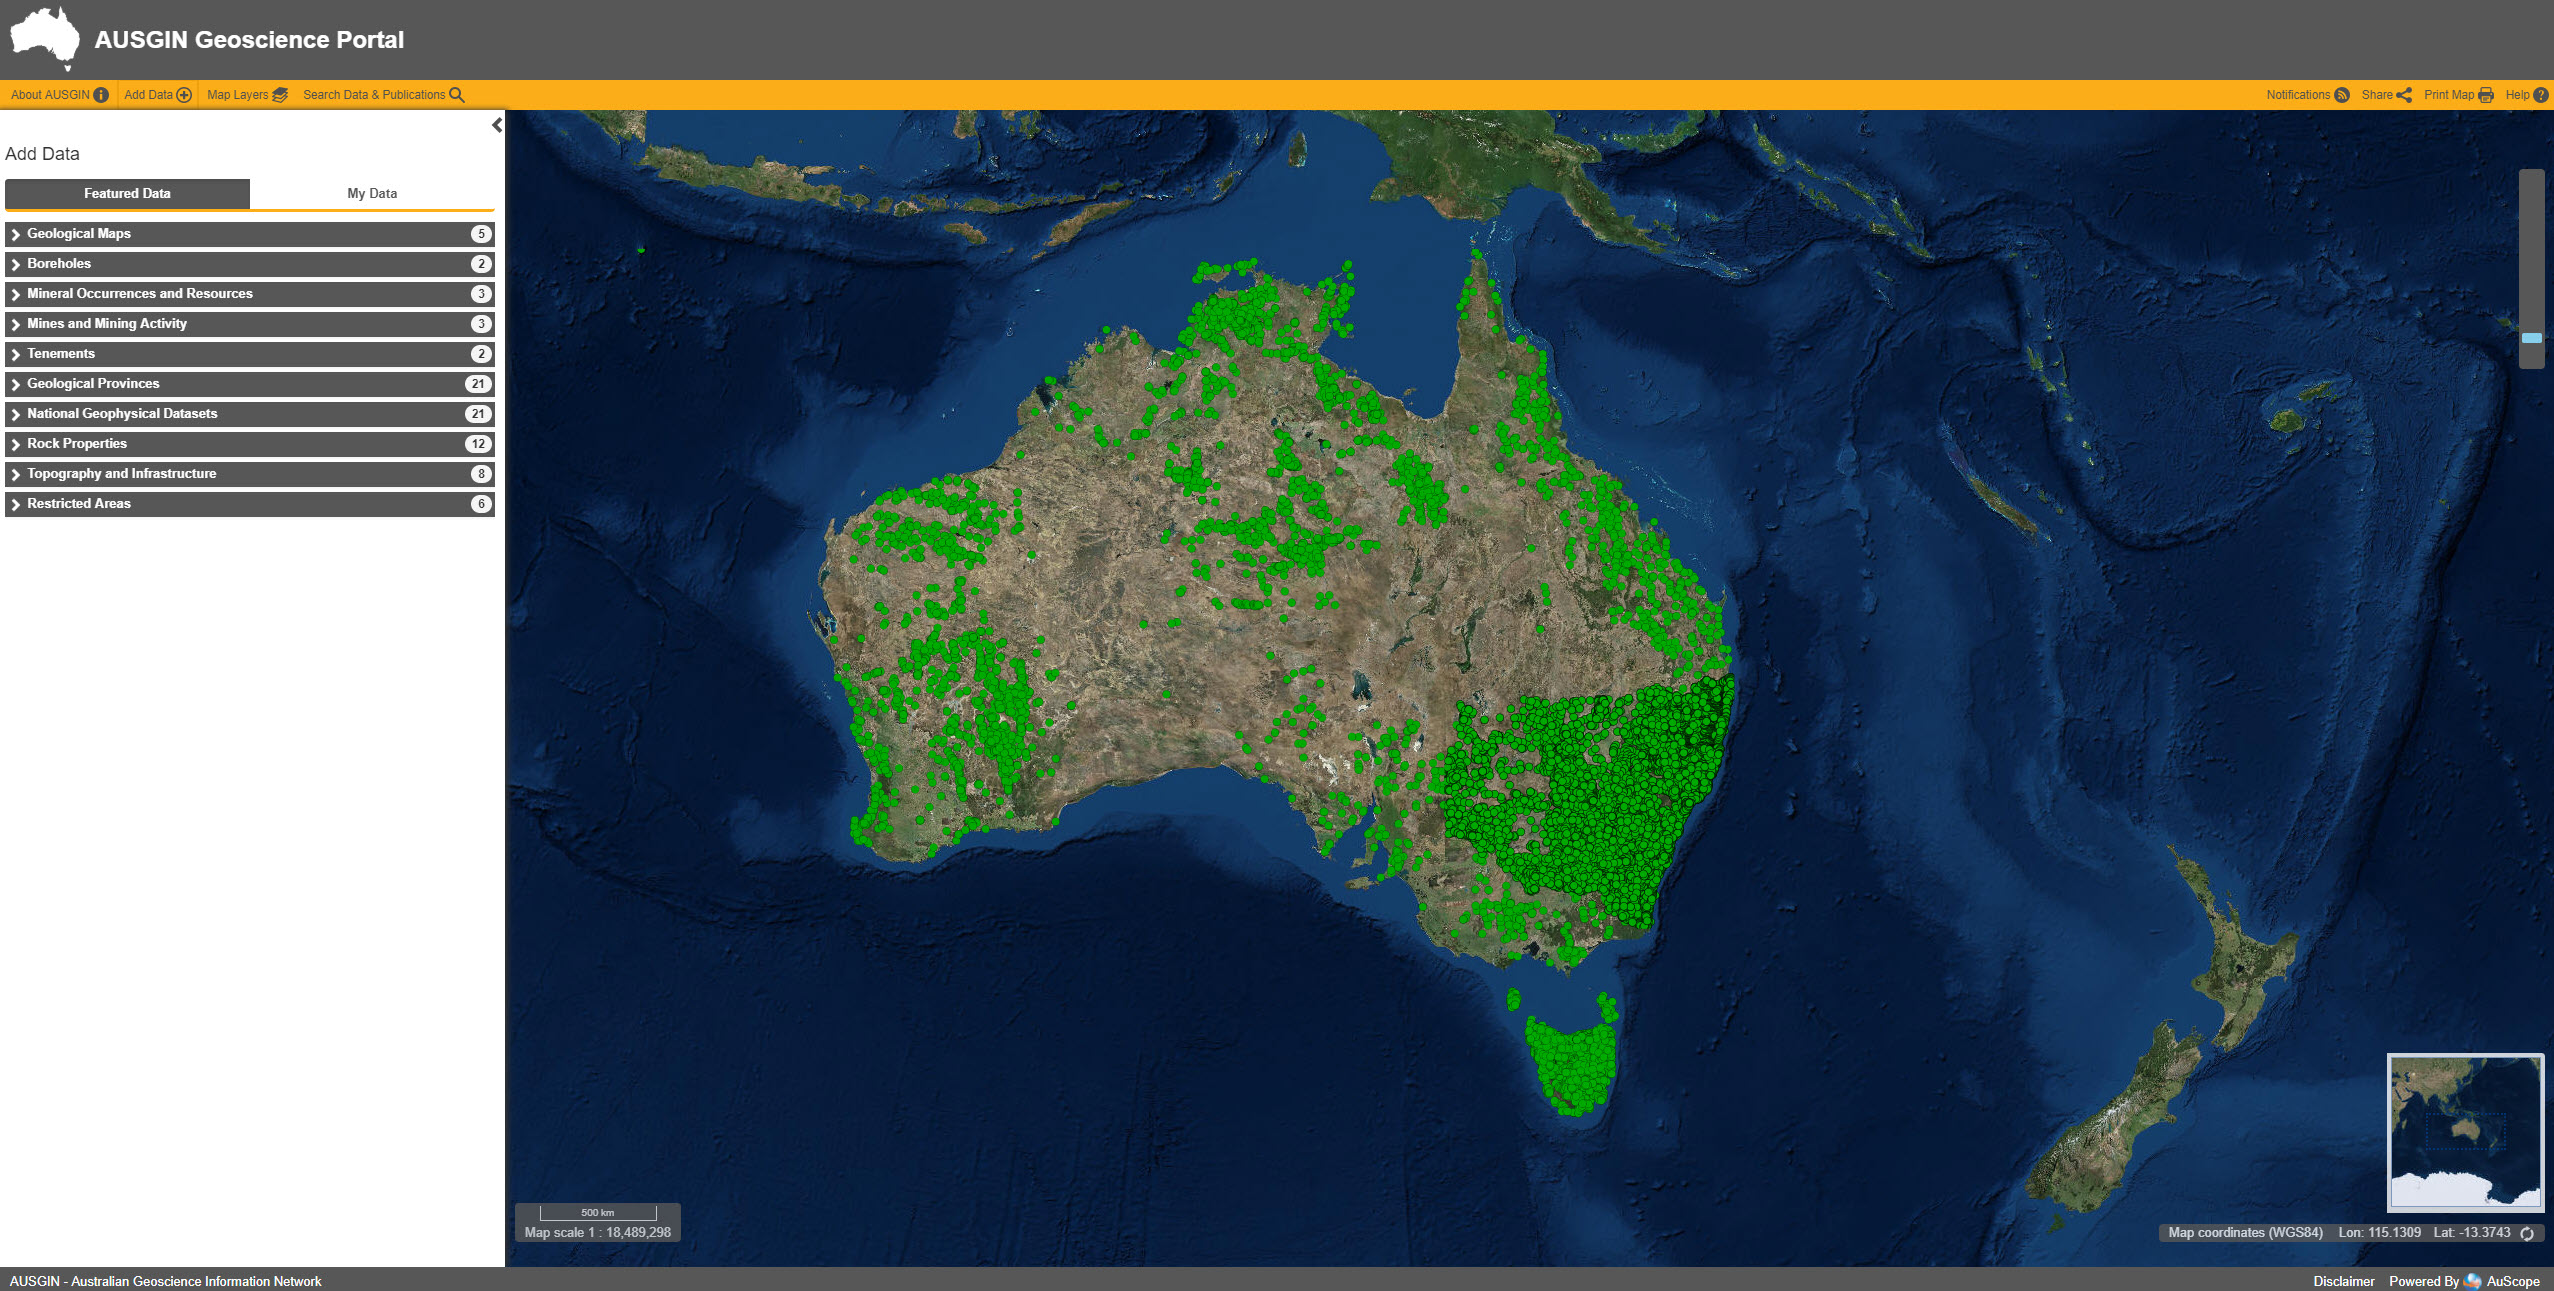 AUSGIN Geoscience Portal
About AUSGIN
Add Data
Map Layers
Search Data & Publications
Notifications
Share
Print Map
Help
Add Data
Featured Data
My Data
Geological Maps 5
Boreholes 2
Mineral Occurrences and Resources 3
Mines and Mining Activity 3
Tenements 2
Geological Provinces 21
National Geophysical Datasets 21
Rock Properties 12
Topography and Infrastructure 8
Restricted Areas 6
500 km
Map scale 1 : 18,489,298
Map coordinates (WGS84) Lon: 115.1309 Lat: -13.3743
AUSGIN - Australian Geoscience Information Network
Disclaimer
Powered By AuScope